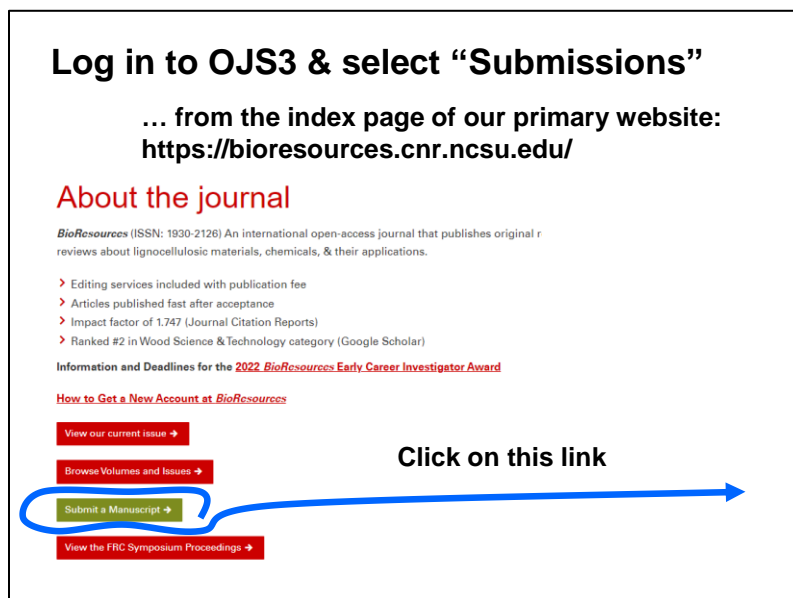 Log in to OJS3 & select “Submissions”
… from the index page of our primary website:
https://bioresources.cnr.ncsu.edu/
About the journal
BioResources (ISSN: 1930-2126) An international open-access journal that publishes original r
reviews about lignocellulosic materials, chemicals, & their applications.
Editing services included with publication fee
Articles published fast after acceptance
Impact factor of 1.747 (Journal Citation Reports)
Ranked #2 in Wood Science & Technology category (Google Scholar)
Information and Deadlines for the 2022 BioResources Early Career Investigator Award
How to Get a New Account at BioResources
View our current issue →
Browse Volumes and Issues →
Click on this link
Submit a Manuscript →
View the FRC Symposium Proceedings →